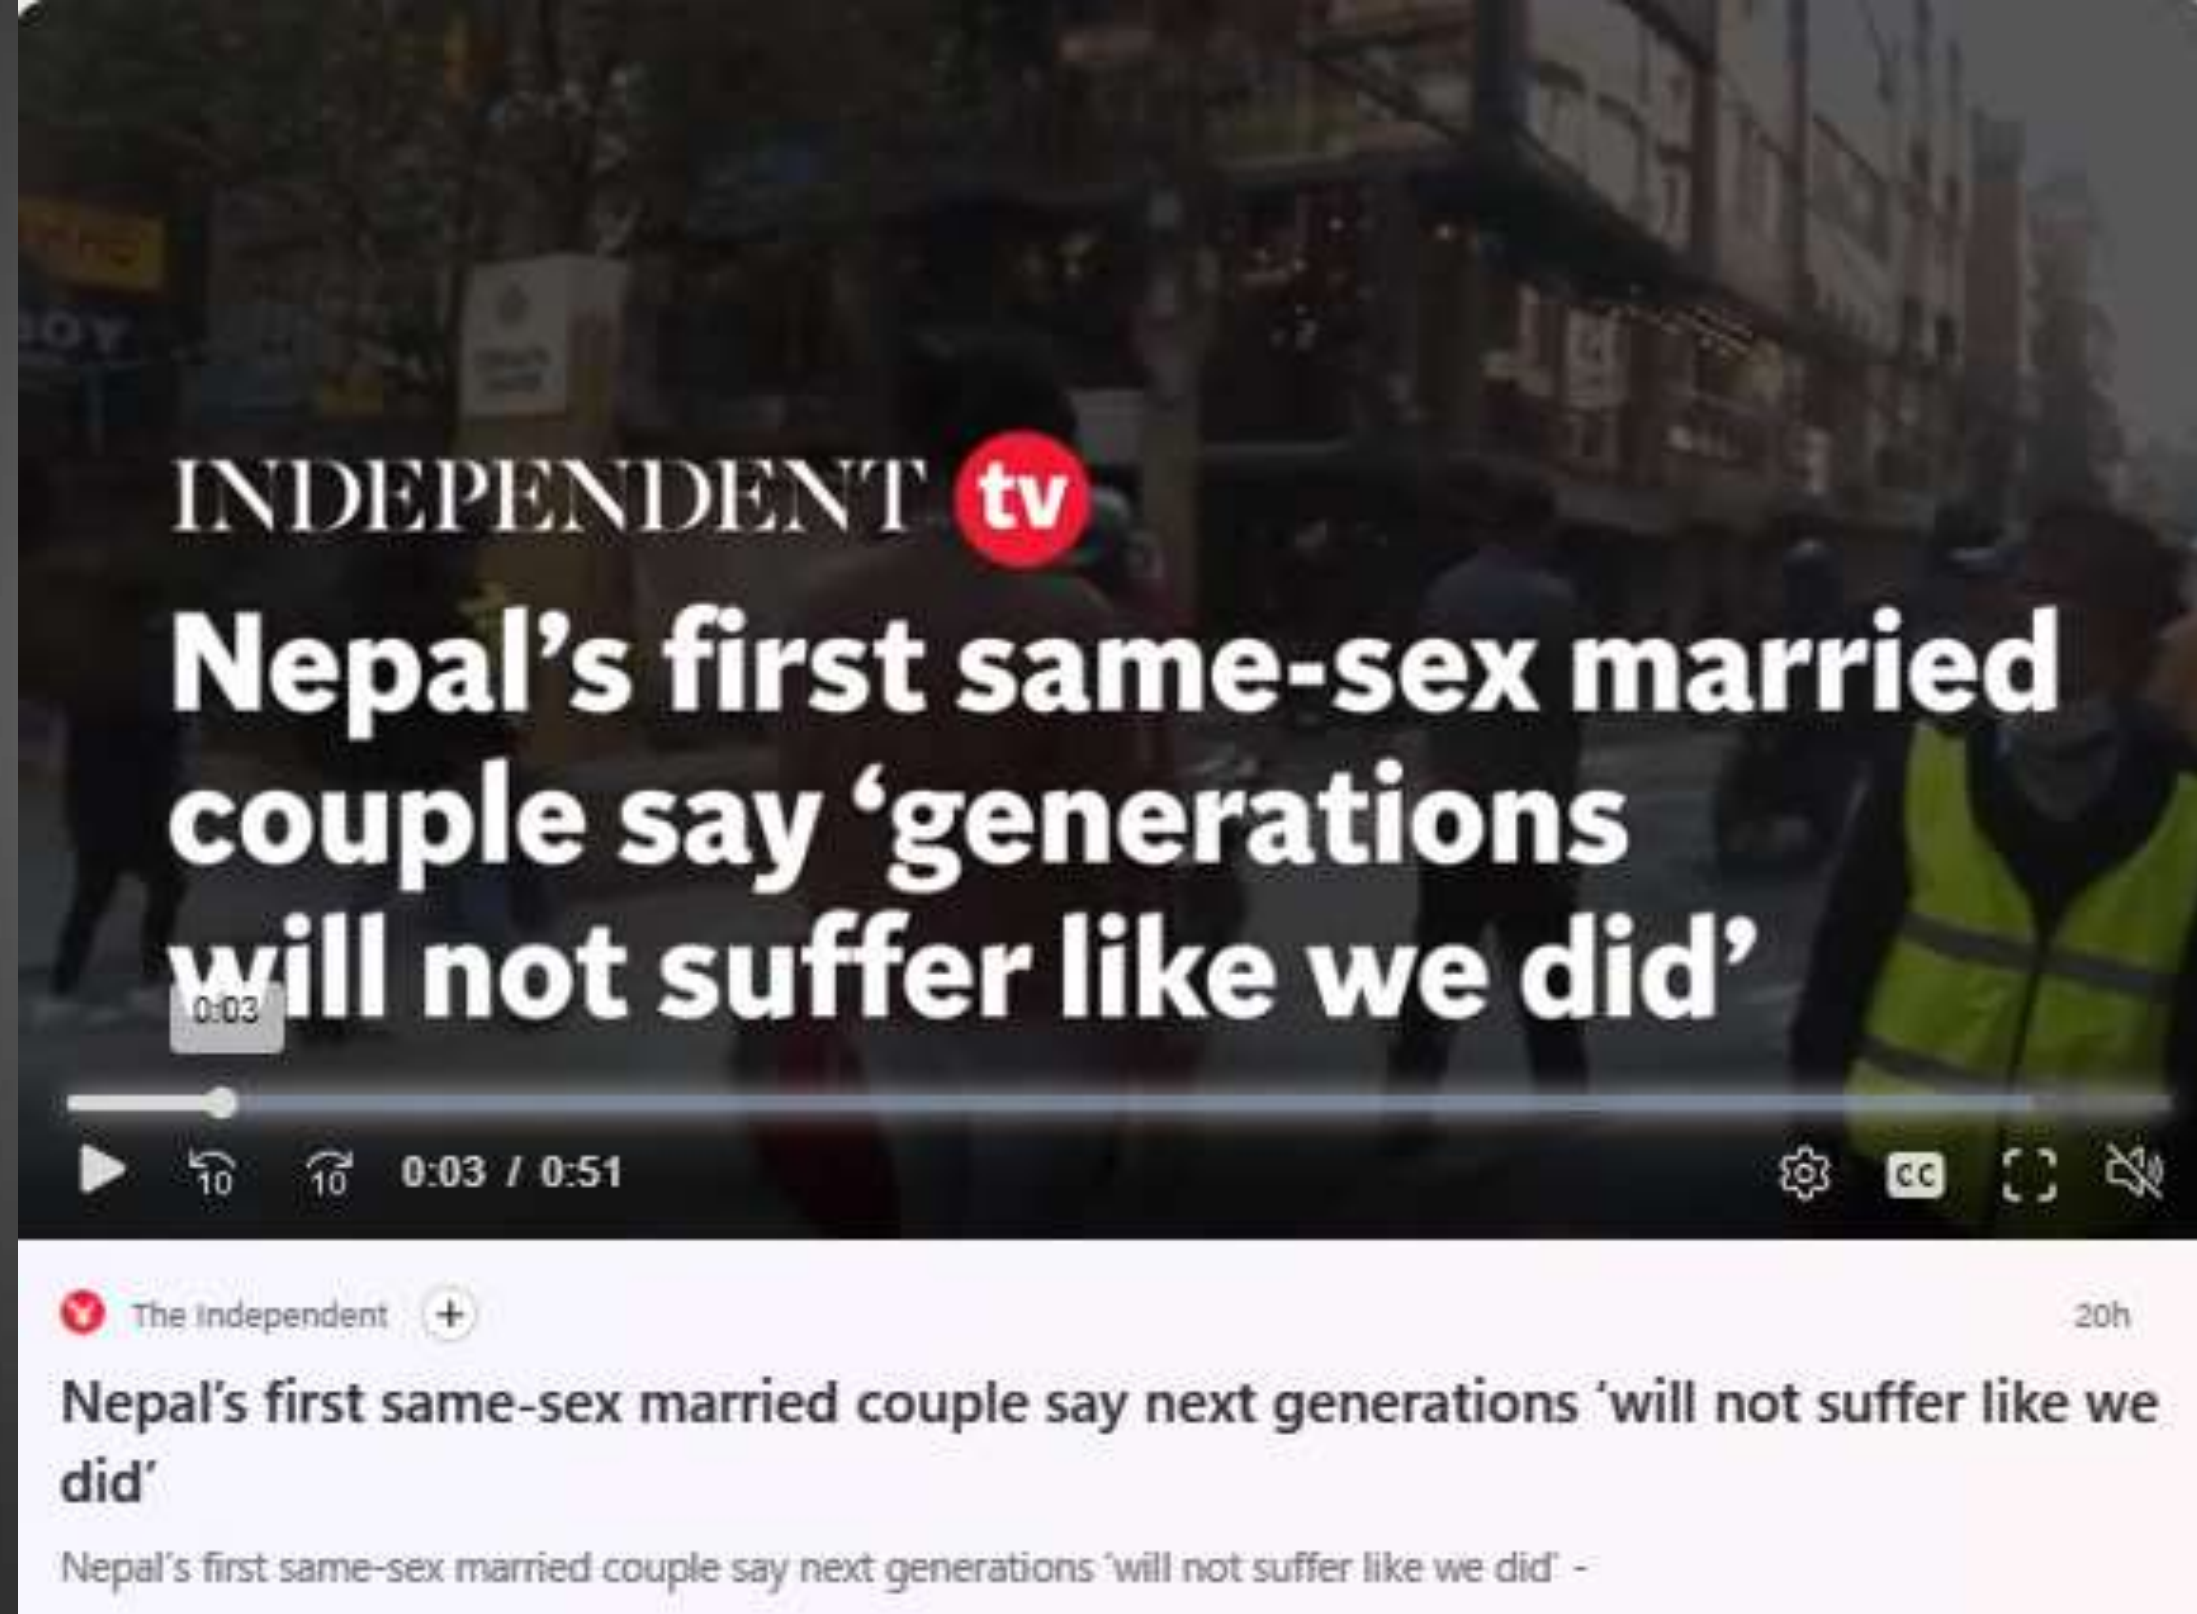 INDEPENDENT tv
Nepal’s first same-sex married
couple say ‘generations
will not suffer like we did’
0:03
10 10 0:03 / 0:51 CC
The Independent + 20h
Nepal's first same-sex married couple say next generations 'will not suffer like we
did'
Nepal's first same-sex married couple say next generations 'will not suffer like we did' -